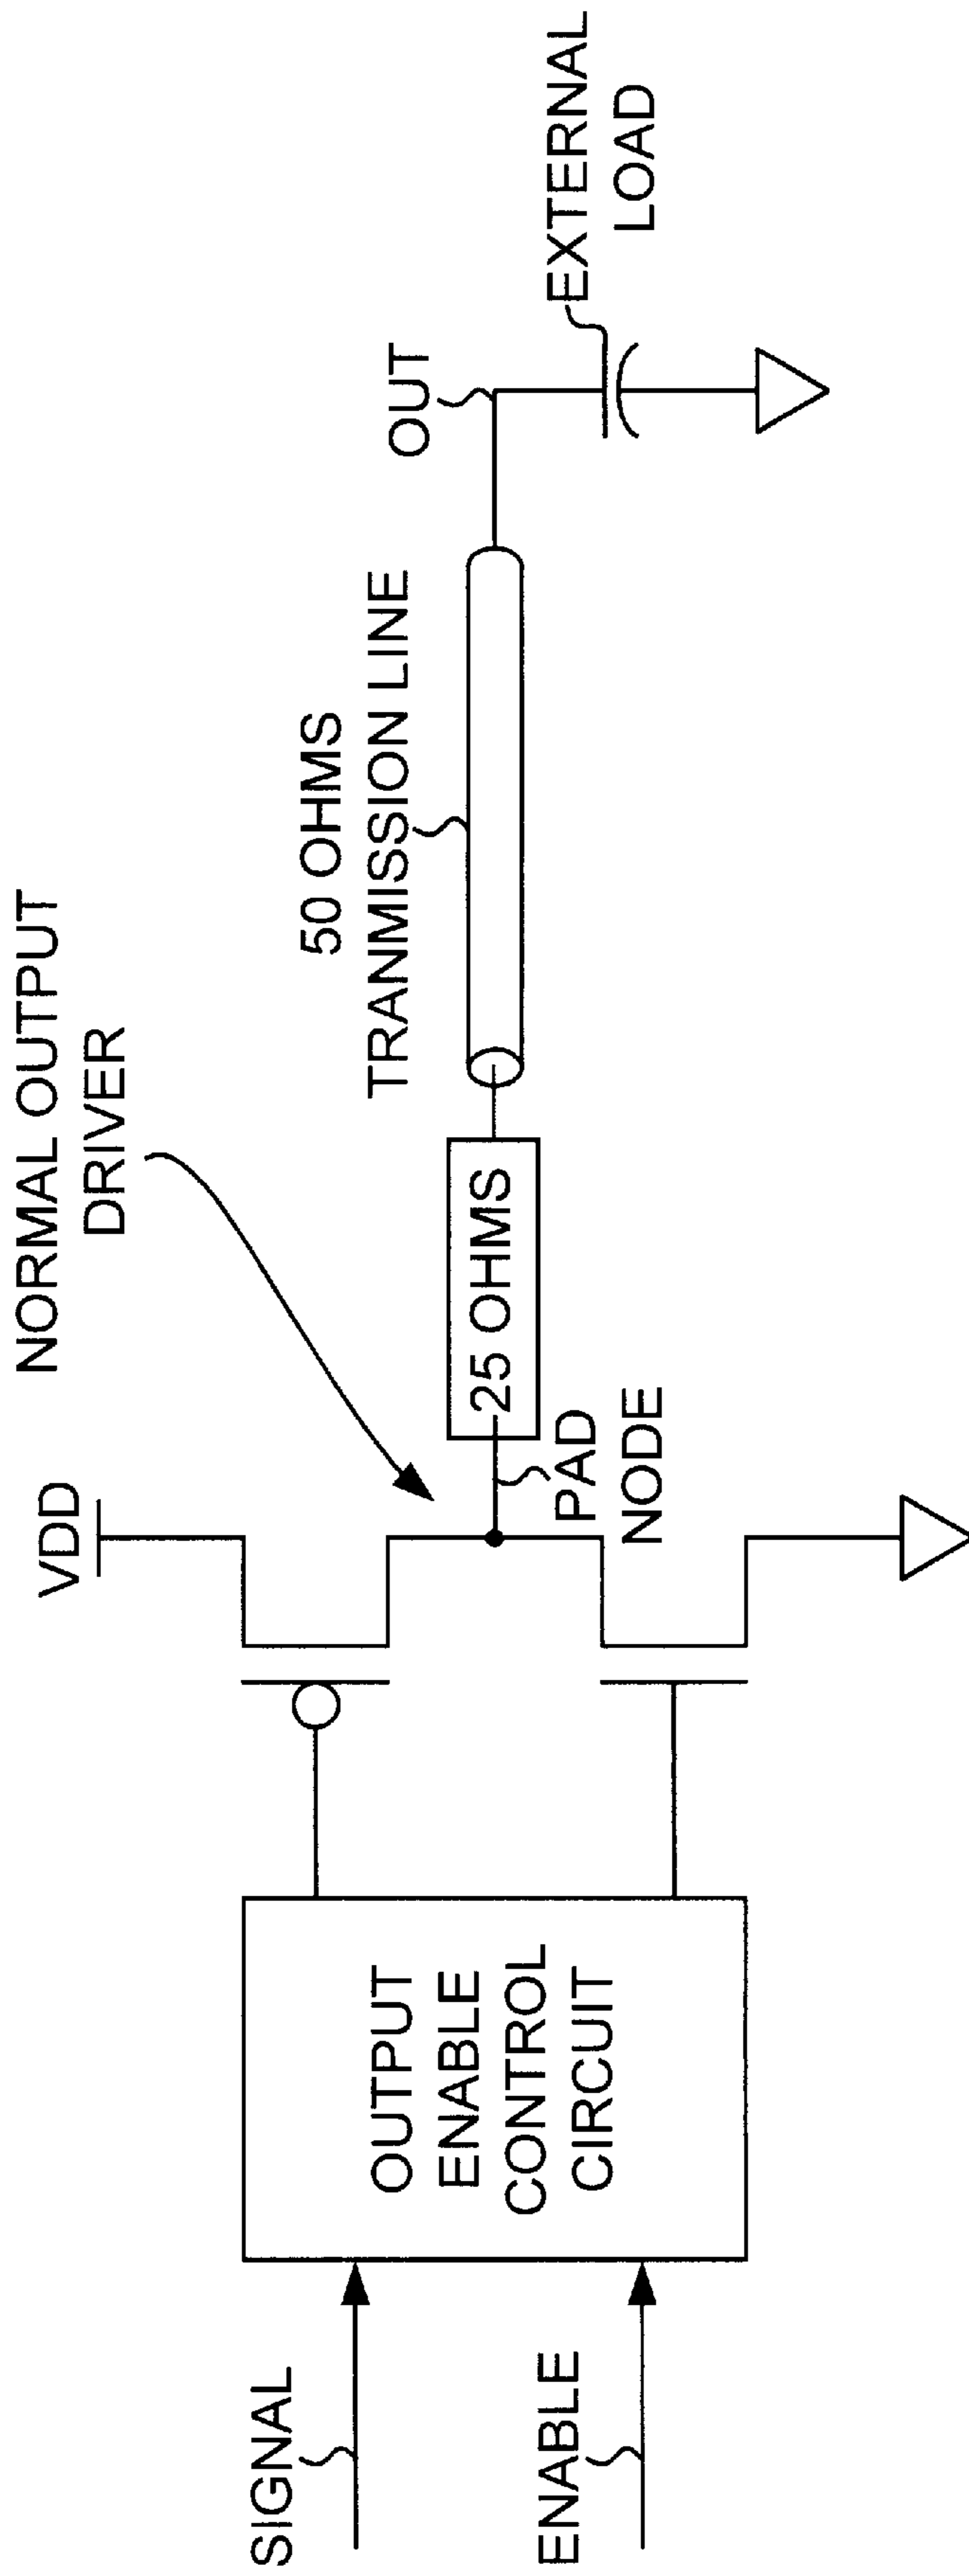 NORMAL OUTPUT
DRIVER
VDD
50 OHMS
TRANMISSION LINE
OUT
EXTERNAL
LOAD
25 OHMS
PAD
NODE
OUTPUT
ENABLE
CONTROL
CIRCUIT
SIGNAL
ENABLE